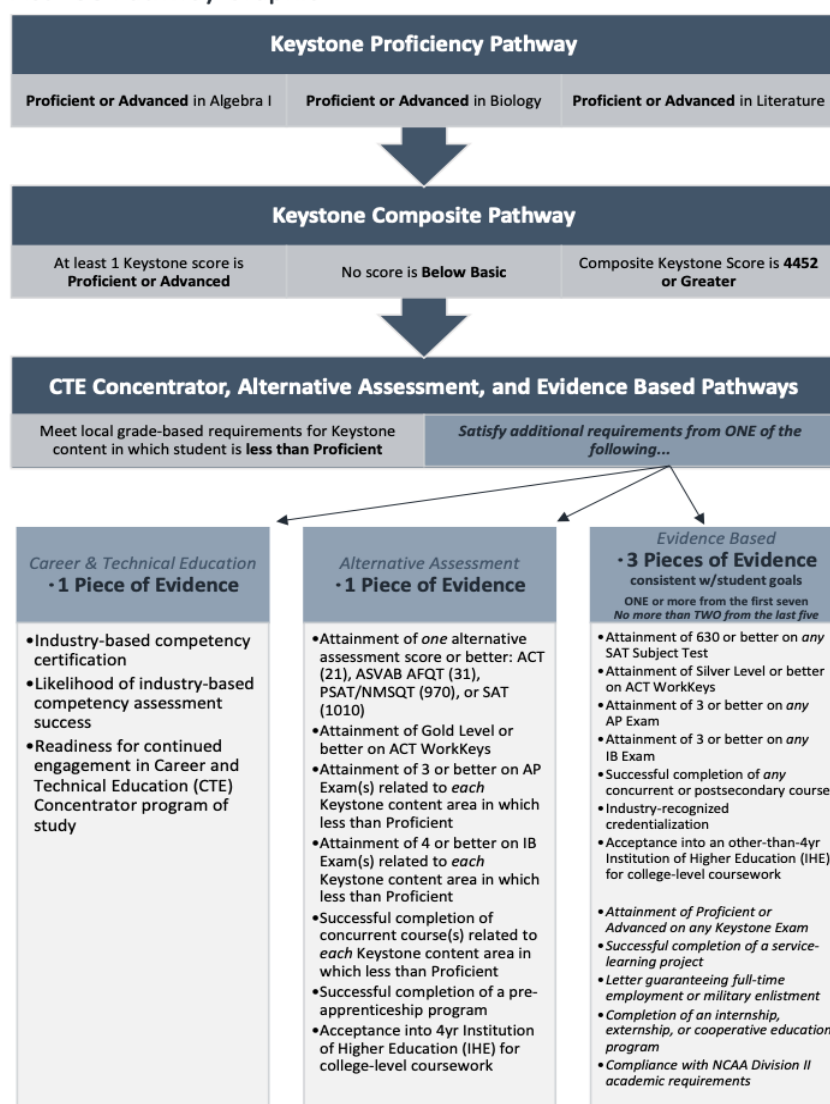 Keystone Proficiency Pathway
Proficient or Advanced in Algebra I
Proficient or Advanced in Biology
Proficient or Advanced in Literature
Keystone Composite Pathway
At least 1 Keystone score is
Proficient or Advanced
No score is Below Basic
Composite Keystone Score is 4452
or Greater
CTE Concentrator, Alternative Assessment, and Evidence Based Pathways
Meet local grade-based requirements for Keystone
content in which student is less than Proficient
Satisfy additional requirements from ONE of the
following...
Career & Technical Education
·1 Piece of Evidence
•Industry-based competency
certification
•Likelihood of industry-based
competency assessment
success
•Readiness for continued
engagement in Career and
Technical Education (CTE)
Concentrator program of
study
Alternative Assessment
·1 Piece of Evidence
•Attainment of one alternative
assessment score or better: ACT
(21), ASVAB AFQT (31),
PSAT/NMSQT (970), or SAT
(1010)
•Attainment of Gold Level or
better on ACT WorkKeys
•Attainment of 3 or better on AP
Exam(s) related to each
Keystone content area in which
less than Proficient
•Attainment of 4 or better on IB
Exam(s) related to each
Keystone content area in which
less than Proficient
•Successful completion of
concurrent course(s) related to
each Keystone content area in
which less than Proficient
•Successful completion of a pre-
apprenticeship program
•Acceptance into 4yr Institution
of Higher Education (IHE) for
college-level coursework
Evidence Based
·3 Pieces of Evidence
consistent w/student goals
ONE or more from the first seven
No more than TWO from the last five
•Attainment of 630 or better on any
SAT Subject Test
•Attainment of Silver Level or better
on ACT WorkKeys
•Attainment of 3 or better on any
AP Exam
•Attainment of 3 or better on any
IB Exam
•Successful completion of any
concurrent or postsecondary course
•Industry-recognized
credentialization
•Acceptance into an other-than-4yr
Institution of Higher Education (IHE)
for college-level coursework
•Attainment of Proficient or
Advanced on any Keystone Exam
•Successful completion of a service-
learning project
•Letter guaranteeing full-time
employment or military enlistment
•Completion of an internship,
externship, or cooperative education
program
•Compliance with NCAA Division II
academic requirements